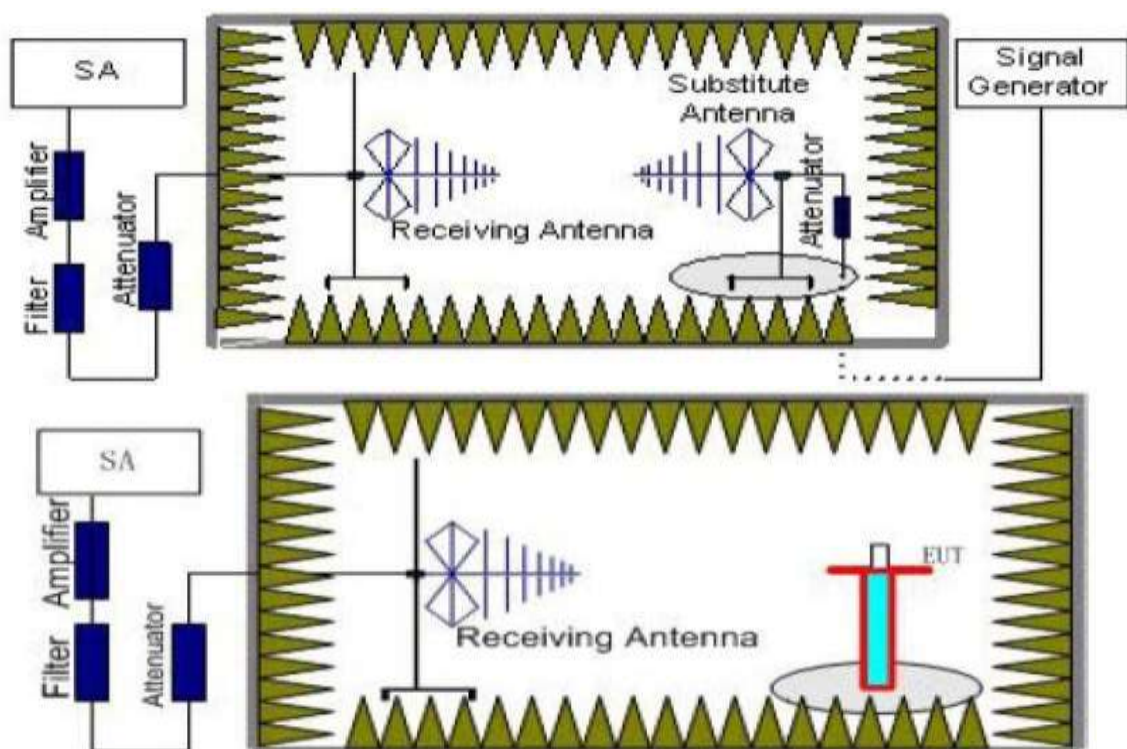 SA
Signal
Generator
Substitute
Antenna
Amplifier
Attenuator
Attenuator
Receiving Antenna
Filter
SA
Amplifier
EUT
Receiving Antenna
Filter
Attenuator